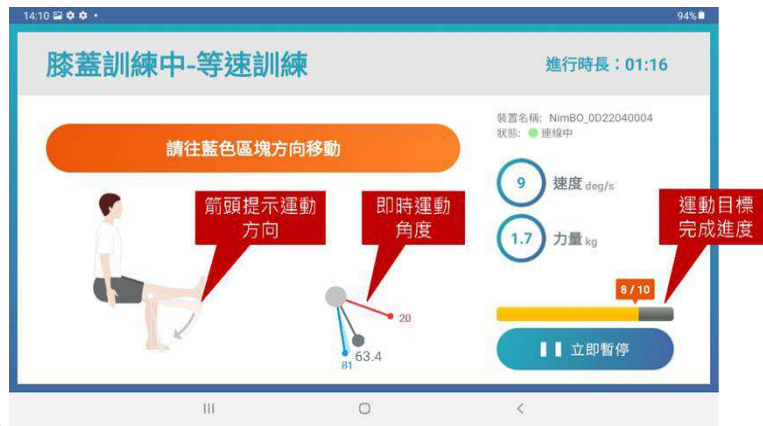 14:10
94%
膝蓋訓練中-等速訓練
進行時長：01:16
裝置名稱: NimBO_0D22040004
狀態: 連線中
請往藍色區塊方向移動
9 速度 deg/s
箭頭提示運動
方向
即時運動
角度
運動目標
完成進度
1.7 力量 kg
8 / 10
20
63.4
81
立即暫停